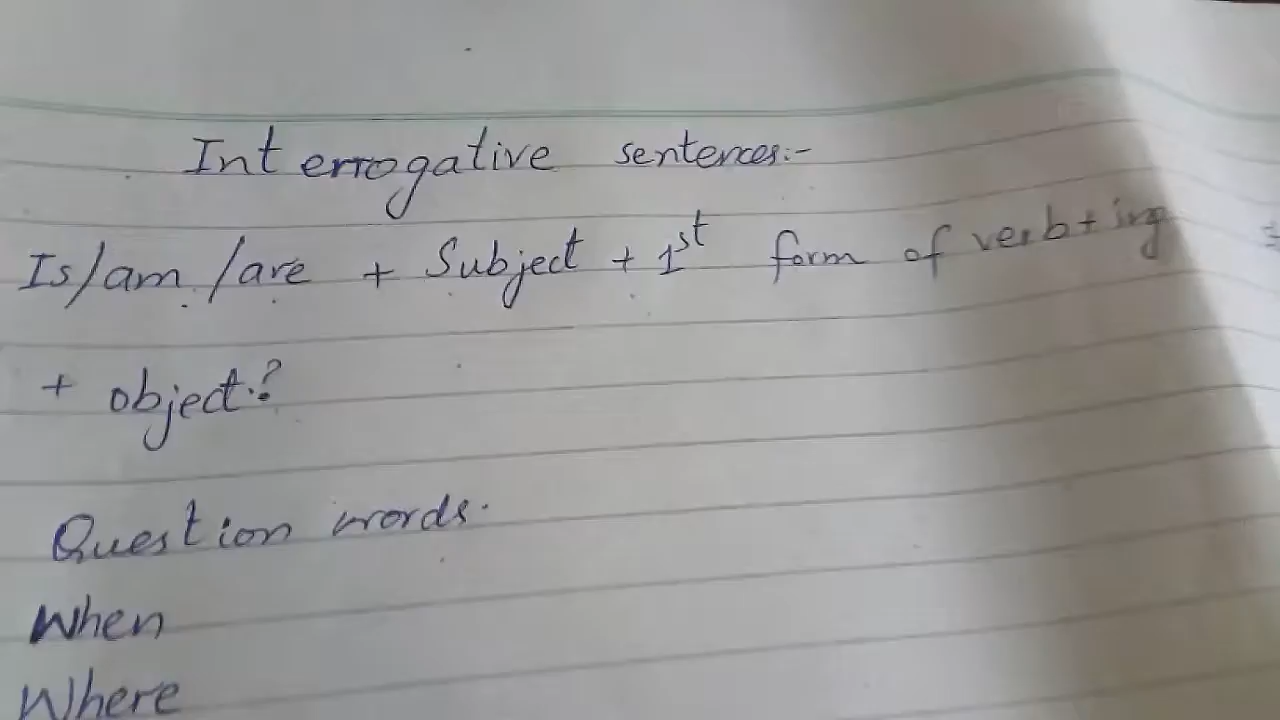 Interrogative sentences:-
Is/am/are + Subject + 1st form of verb+ing
+ object.?
Question words.
When
Where